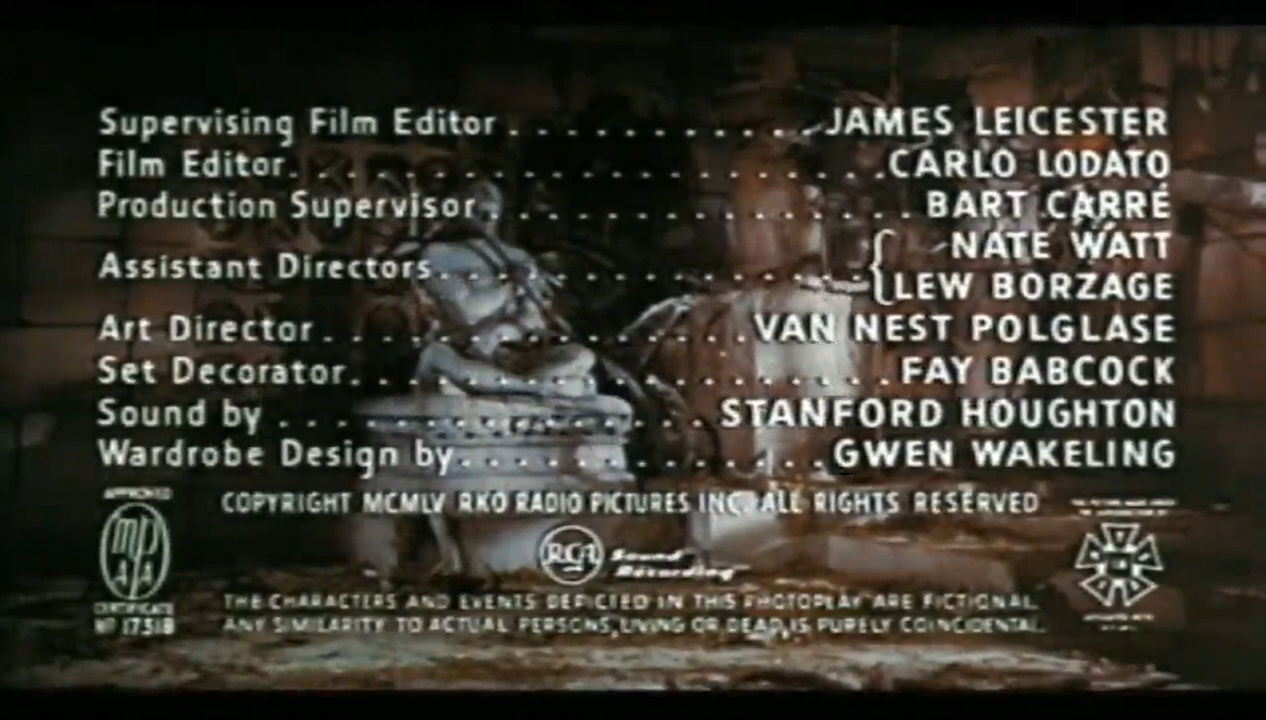 Supervising Film Editor . . . . . . . . . . . JAMES LEICESTER
Film Editor. . . . . . . . . . . . . . . . . . . . . CARLO LODATO
Production Supervisor. . . . . . . . . . . . . . . BART CARRÉ
Assistant Directors. . . . . . . . . . . . . . . { NATE WATT
LEW BORZAGE
Art Director. . . . . . . . . . . . . . . VAN NEST POLGLASE
Set Decorator. . . . . . . . . . . . . . . . . . . FAY BABCOCK
Sound by . . . . . . . . . . . . . . . STANFORD HOUGHTON
Wardrobe Design by. . . . . . . . . . . . . GWEN WAKELING
COPYRIGHT MCMLV RKO RADIO PICTURES INC. ALL RIGHTS RESERVED
APPROVED
MPAA
CERTIFICATE
Nº 17518
RCA Sound
Recording
THE CHARACTERS AND EVENTS DEPICTED IN THIS PHOTOPLAY ARE FICTIONAL.
ANY SIMILARITY TO ACTUAL PERSONS, LIVING OR DEAD, IS PURELY COINCIDENTAL.